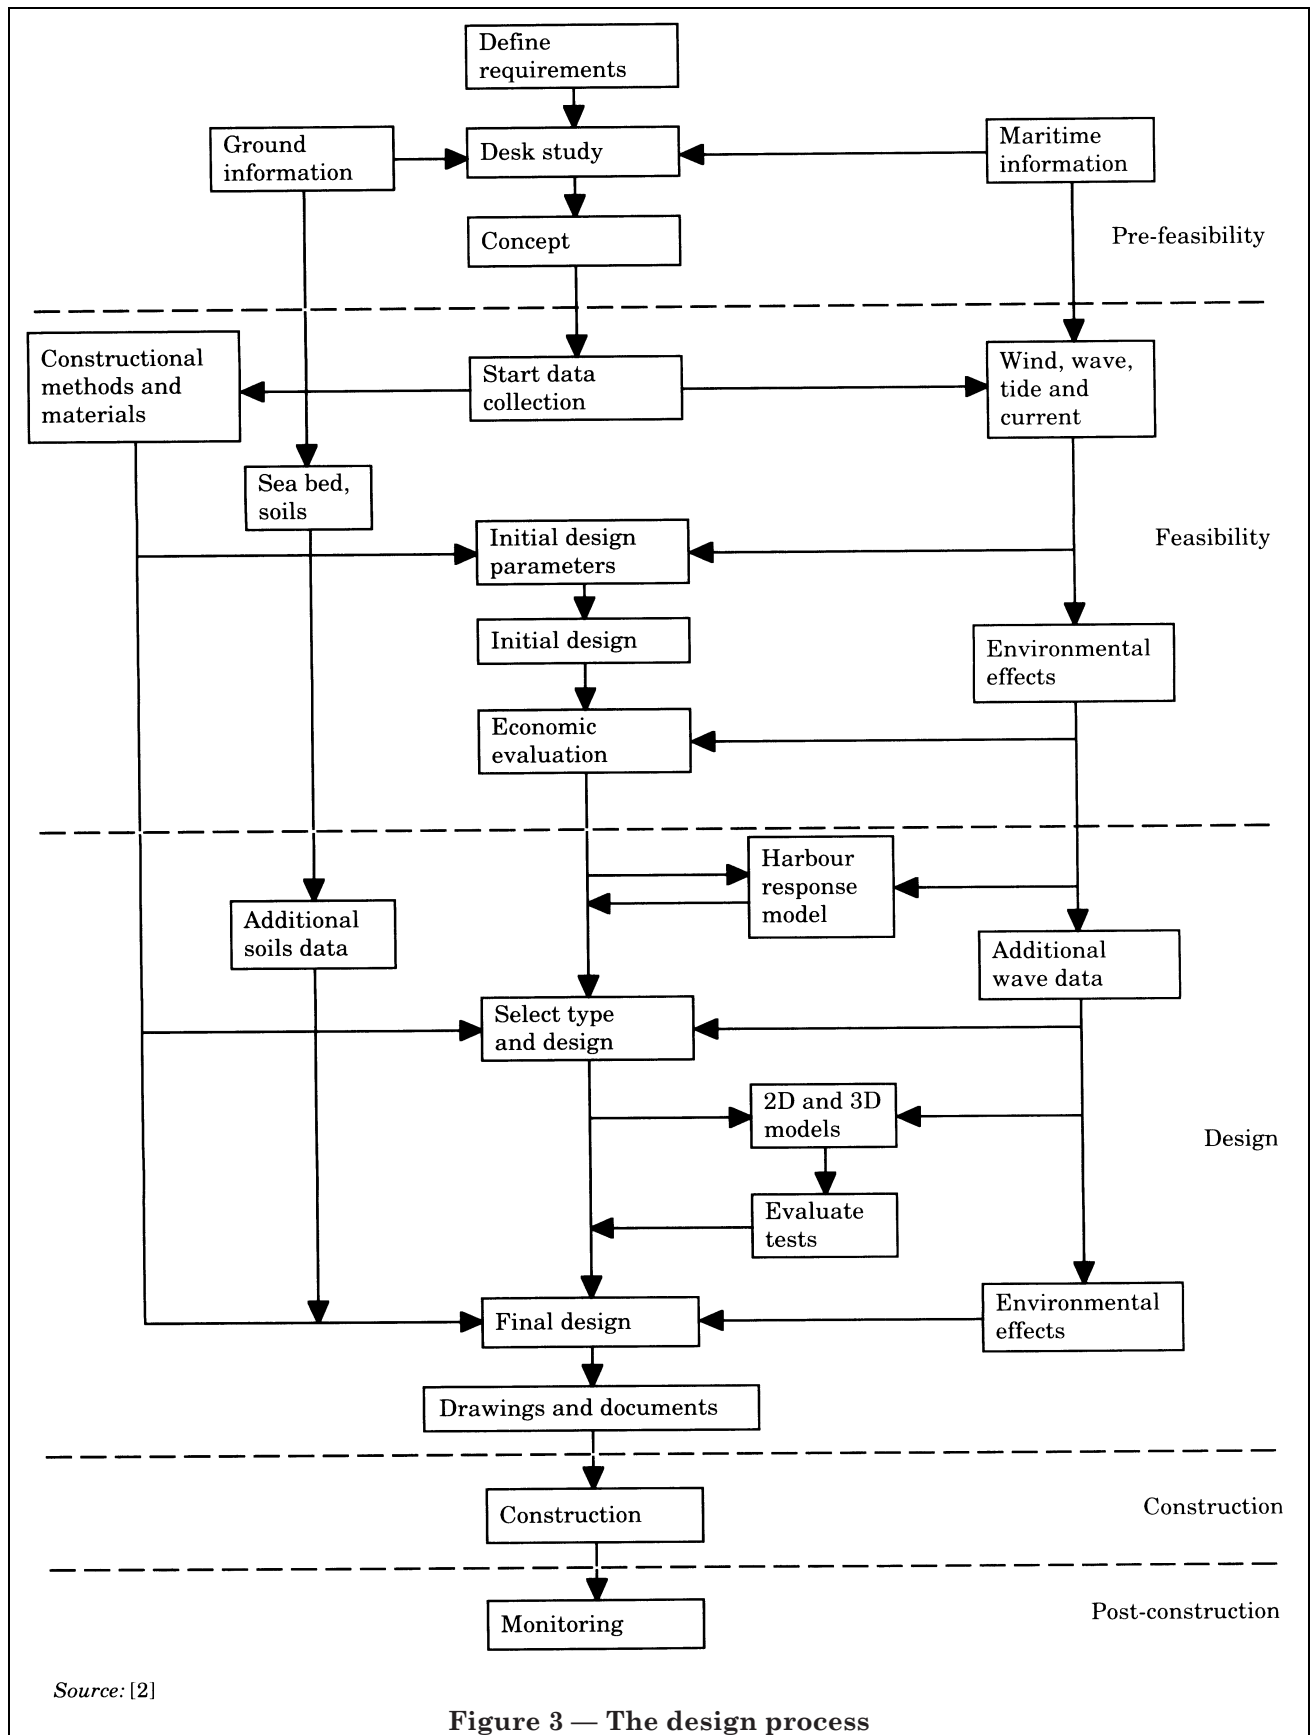 Define
requirements
Ground
information
Desk study
Maritime
information
Concept
Pre-feasibility
Constructional
methods and
materials
Start data
collection
Wind, wave,
tide and
current
Sea bed,
soils
Initial design
parameters
Feasibility
Initial design
Environmental
effects
Economic
evaluation
Harbour
response
model
Additional
soils data
Additional
wave data
Select type
and design
2D and 3D
models
Design
Evaluate
tests
Final design
Environmental
effects
Drawings and documents
Construction
Construction
Monitoring
Post-construction
Source: [2]
Figure 3 — The design process